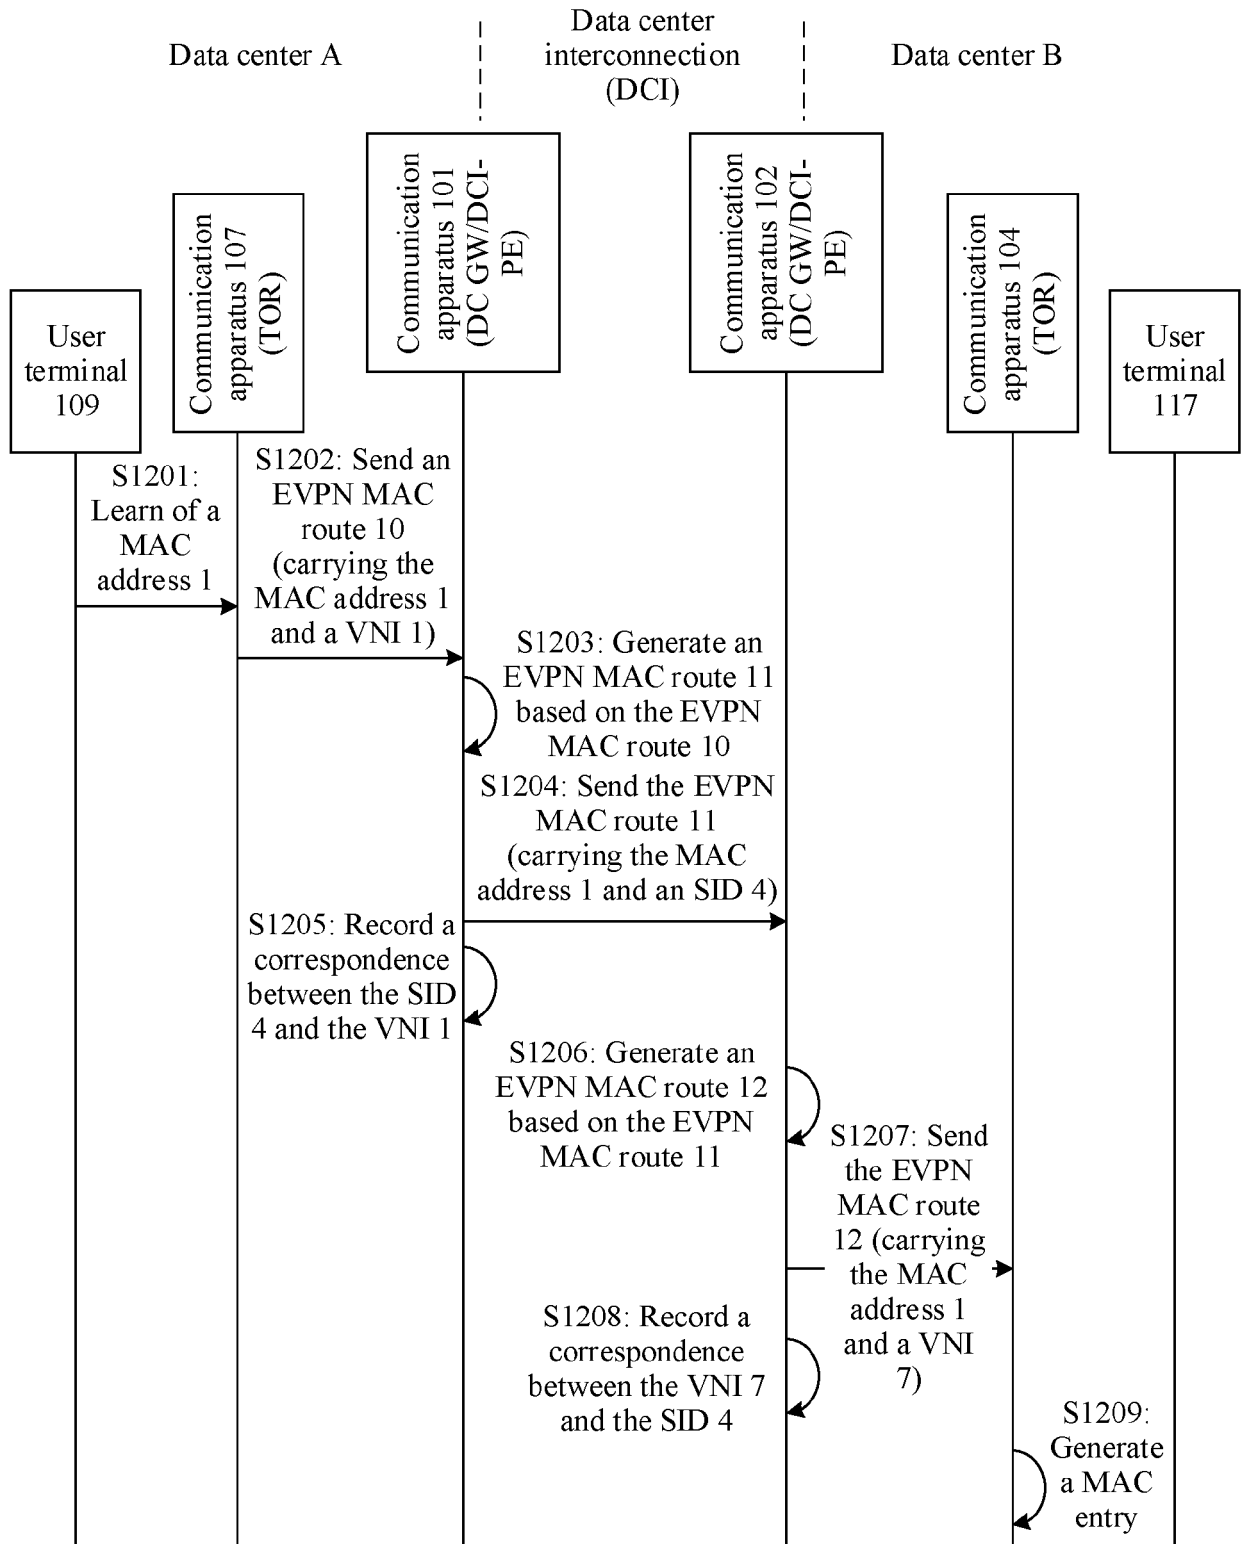 Data center A
Data center
interconnection
(DCI)
Data center B
User
terminal
109
Communication
apparatus 107
(TOR)
Communication
apparatus 101
(DC GW/DCI-
PE)
Communication
apparatus 102
(DC GW/DCI-
PE)
Communication
apparatus 104
(TOR)
User
terminal
117
S1201:
Learn of a
MAC
address 1
S1202: Send an
EVPN MAC
route 10
(carrying the
MAC address 1
and a VNI 1)
S1203: Generate an
EVPN MAC route 11
based on the EVPN
MAC route 10
S1204: Send the EVPN
MAC route 11
(carrying the MAC
address 1 and an SID 4)
S1205: Record a
correspondence
between the SID
4 and the VNI 1
S1206: Generate an
EVPN MAC route 12
based on the EVPN
MAC route 11
S1207: Send
the EVPN
MAC route
12 (carrying
the MAC
address 1
and a VNI
7)
S1208: Record a
correspondence
between the VNI 7
and the SID 4
S1209:
Generate
a MAC
entry